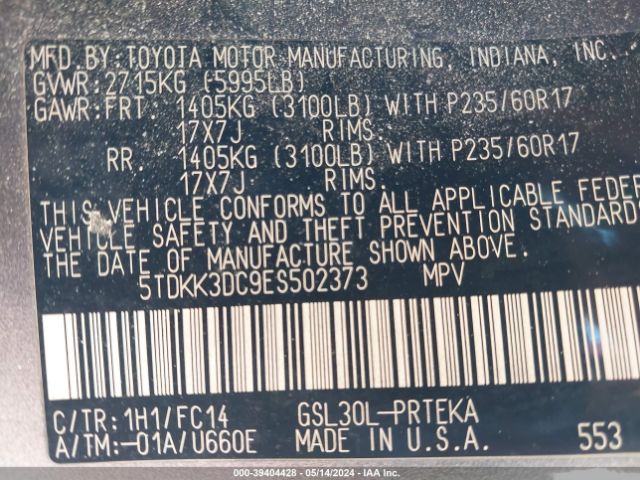 MFD. BY: TOYOTA MOTOR MANUFACTURING, INDIANA, INC.
GVWR: 2715KG (5995LB)
GAWR: FRT 1405KG (3100LB) WITH P235/60R17
17X7J RIMS.
RR 1405KG (3100LB) WITH P235/60R17
17X7J RIMS.
THIS VEHICLE CONFORMS TO ALL APPLICABLE FEDER
VEHICLE SAFETY AND THEFT PREVENTION STANDARD
THE DATE OF MANUFACTURE SHOWN ABOVE.
5TDKK3DC9ES502373 MPV
C/TR: 1H1/FC14 GSL30L-PRTEKA
A/TM:-01A/U660E MADE IN U.S.A. 553
000--39404428 - 05/14/2024 - IAA Inc.